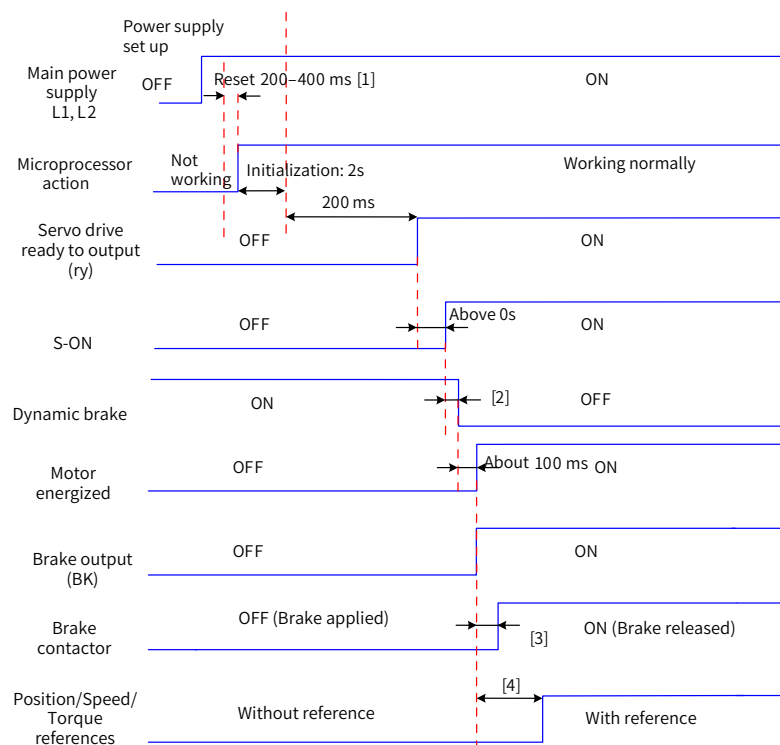 Power supply
set up
Main power
supply
L1, L2
OFF
Reset 200–400 ms [1]
ON
Microprocessor
action
Not
working
Initialization: 2s
Working normally
200 ms
Servo drive
ready to output
(ry)
OFF
ON
S-ON
OFF
Above 0s
ON
Dynamic brake
ON
[2]
OFF
Motor
energized
OFF
About 100 ms
ON
Brake output
(BK)
OFF
ON
Brake
contactor
OFF (Brake applied)
[3]
ON (Brake released)
Position/Speed/
Torque
references
Without reference
[4]
With reference